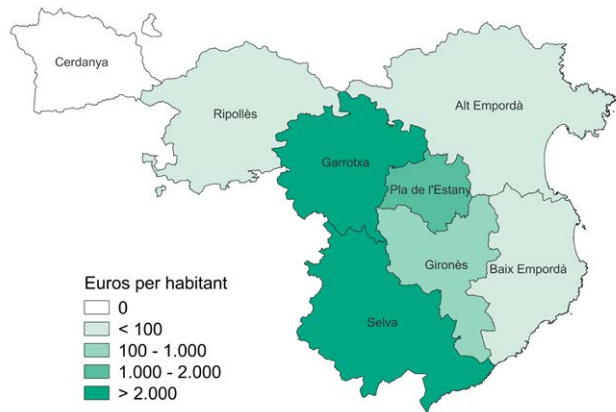 Cerdanya
Ripollès
Alt Empordà
Garrotxa
Pla de l'Estany
Gironès
Baix Empordà
Selva
Euros per habitant
0
< 100
100 - 1.000
1.000 - 2.000
> 2.000